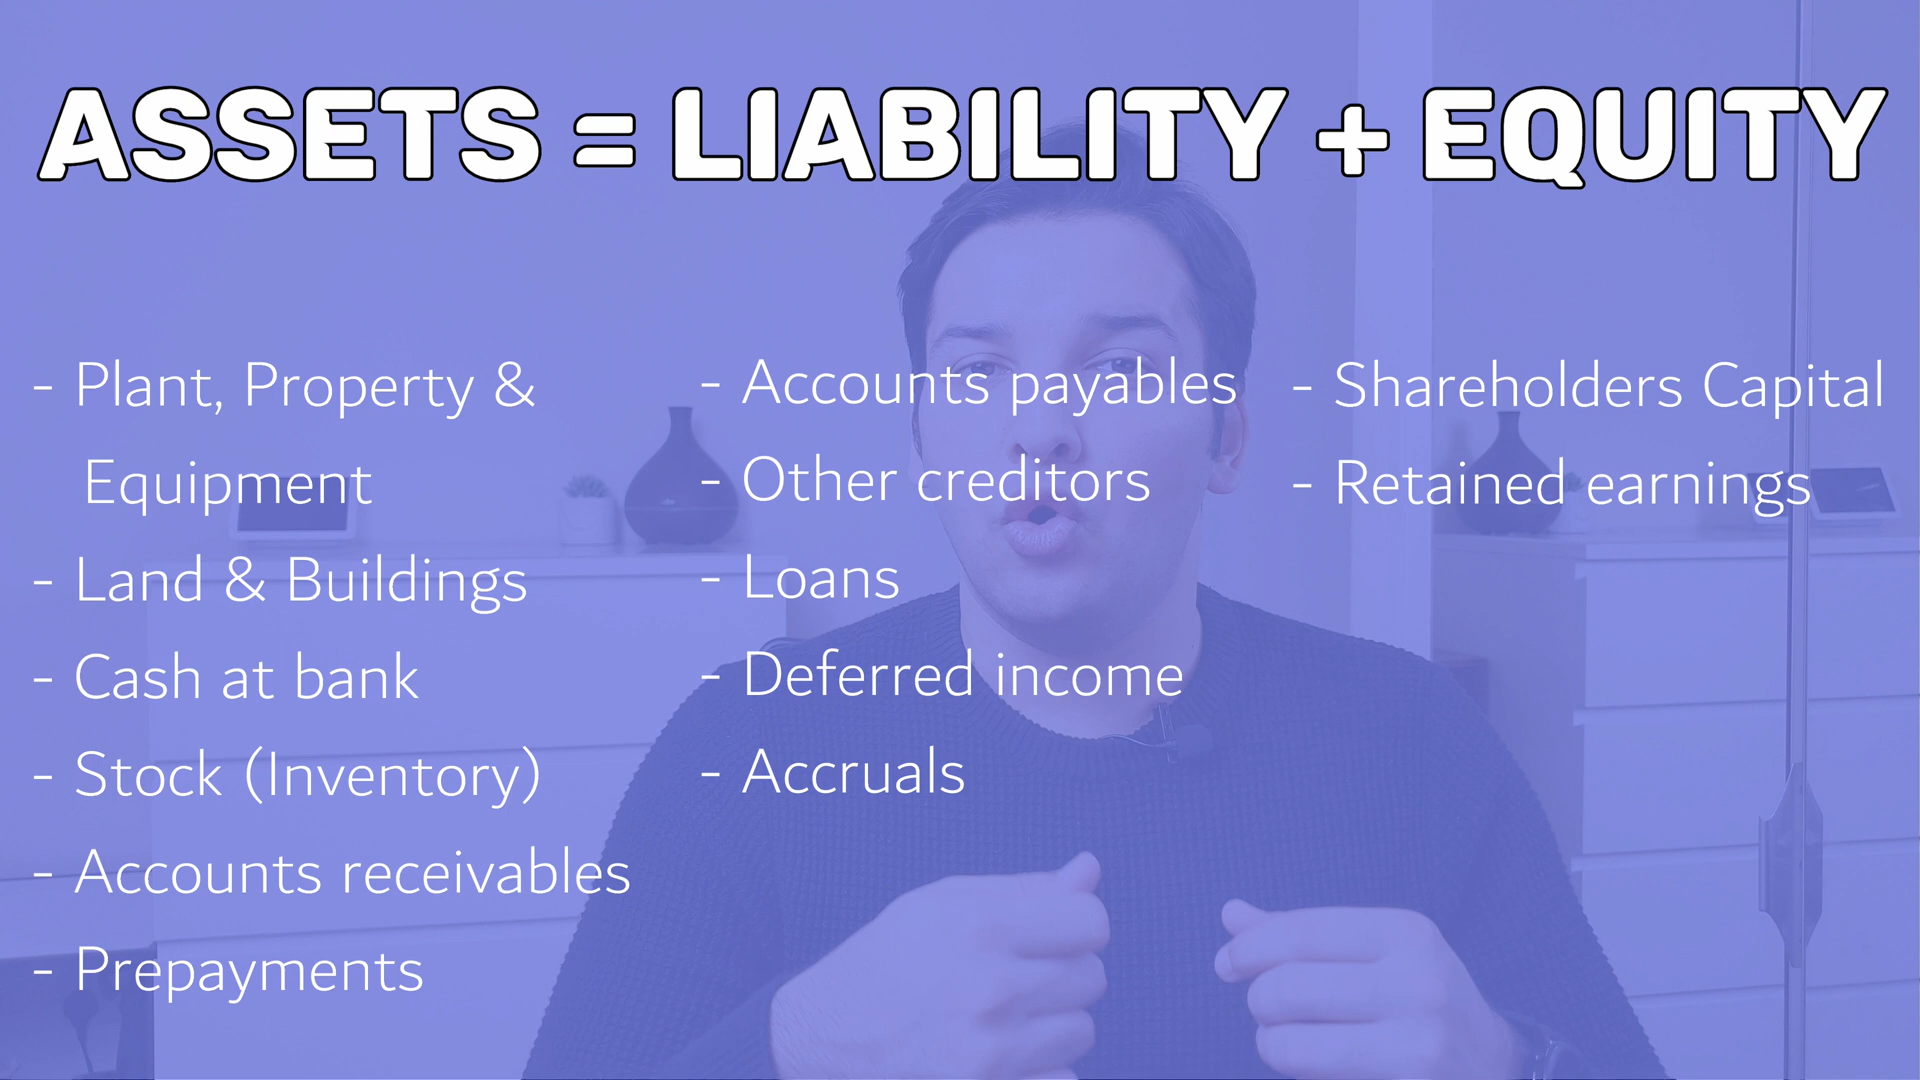 ASSETS = LIABILITY + EQUITY
- Plant, Property &
Equipment
- Land & Buildings
- Cash at bank
- Stock (Inventory)
- Accounts receivables
- Prepayments
- Accounts payables
- Other creditors
- Loans
- Deferred income
- Accruals
- Shareholders Capital
- Retained earnings